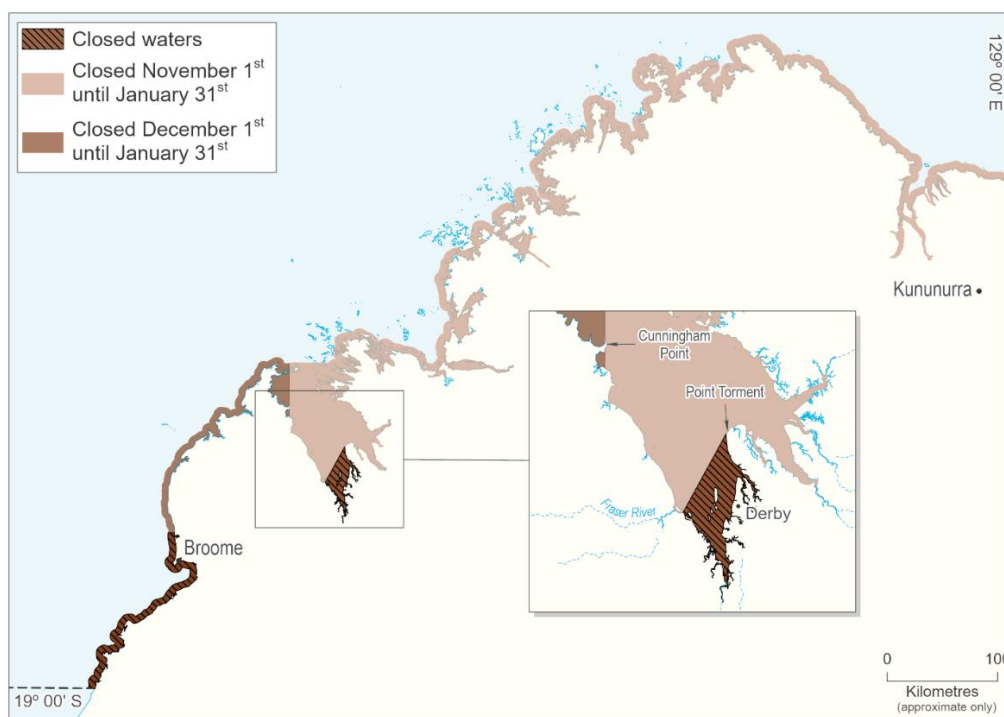 Closed waters
Closed November 1st
until January 31st
Closed December 1st
until January 31st
129° 00' E
Kununurra
Cunningham
Point
Point Torment
Fraser River
Derby
Broome
19° 00' S
0 100
Kilometres
(approximate only)